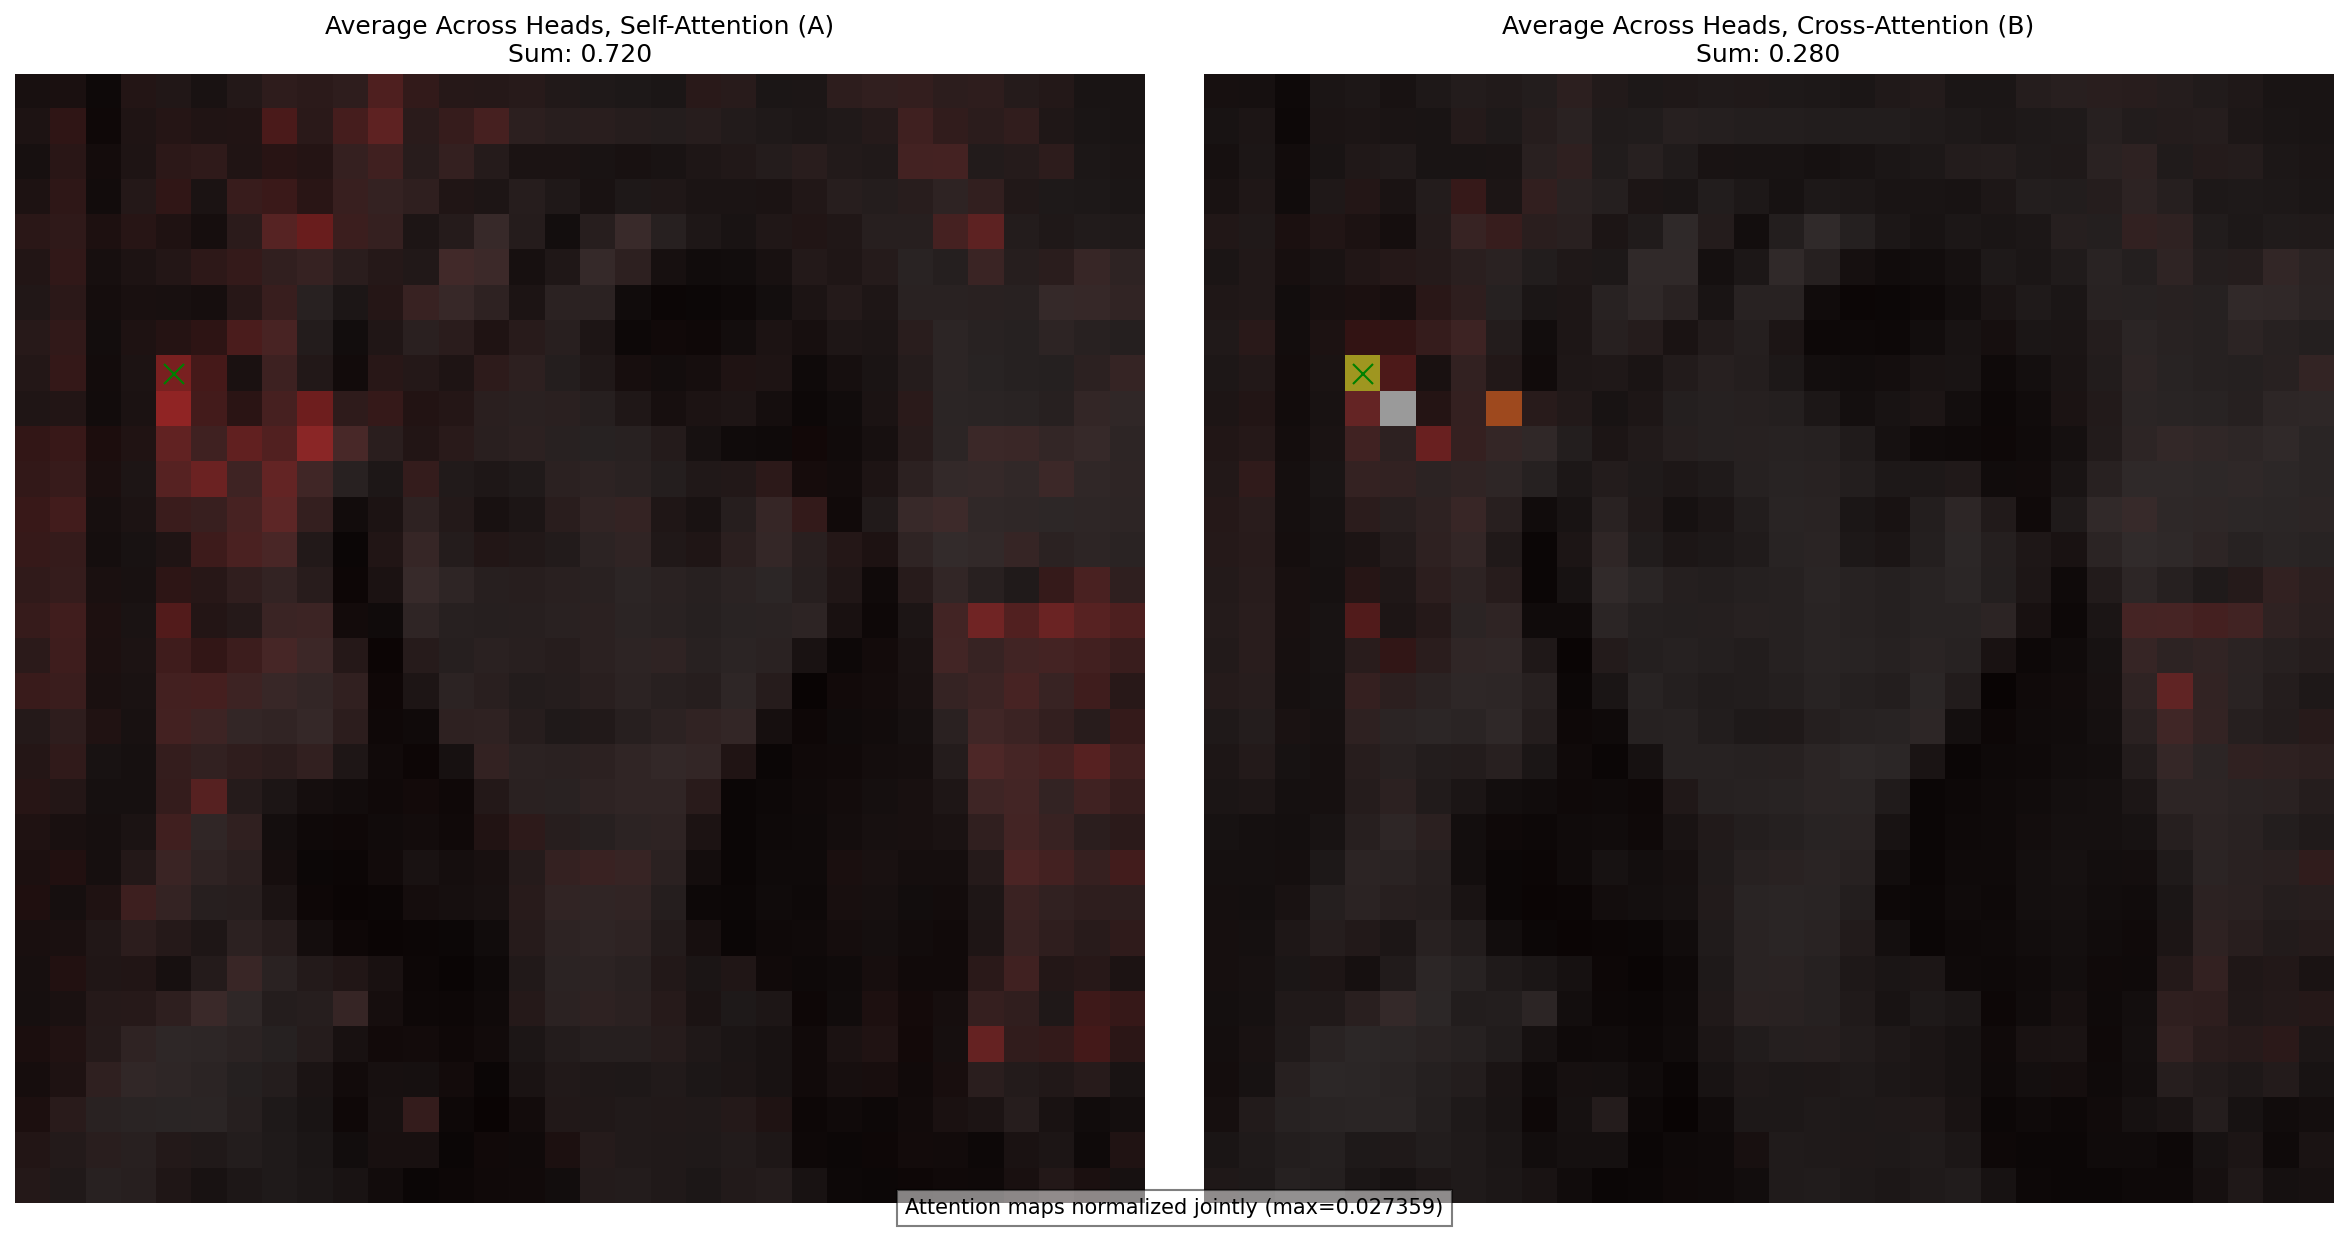 Average Across Heads, Self-Attention (A)
Sum: 0.720
Average Across Heads, Cross-Attention (B)
Sum: 0.280
Attention maps normalized jointly (max=0.027359)